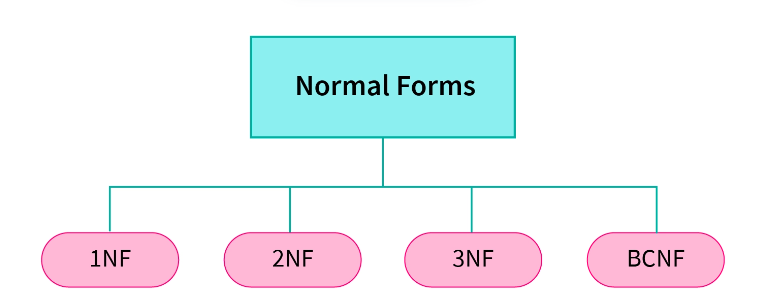 Normal Forms
1NF
2NF
3NF
BCNF